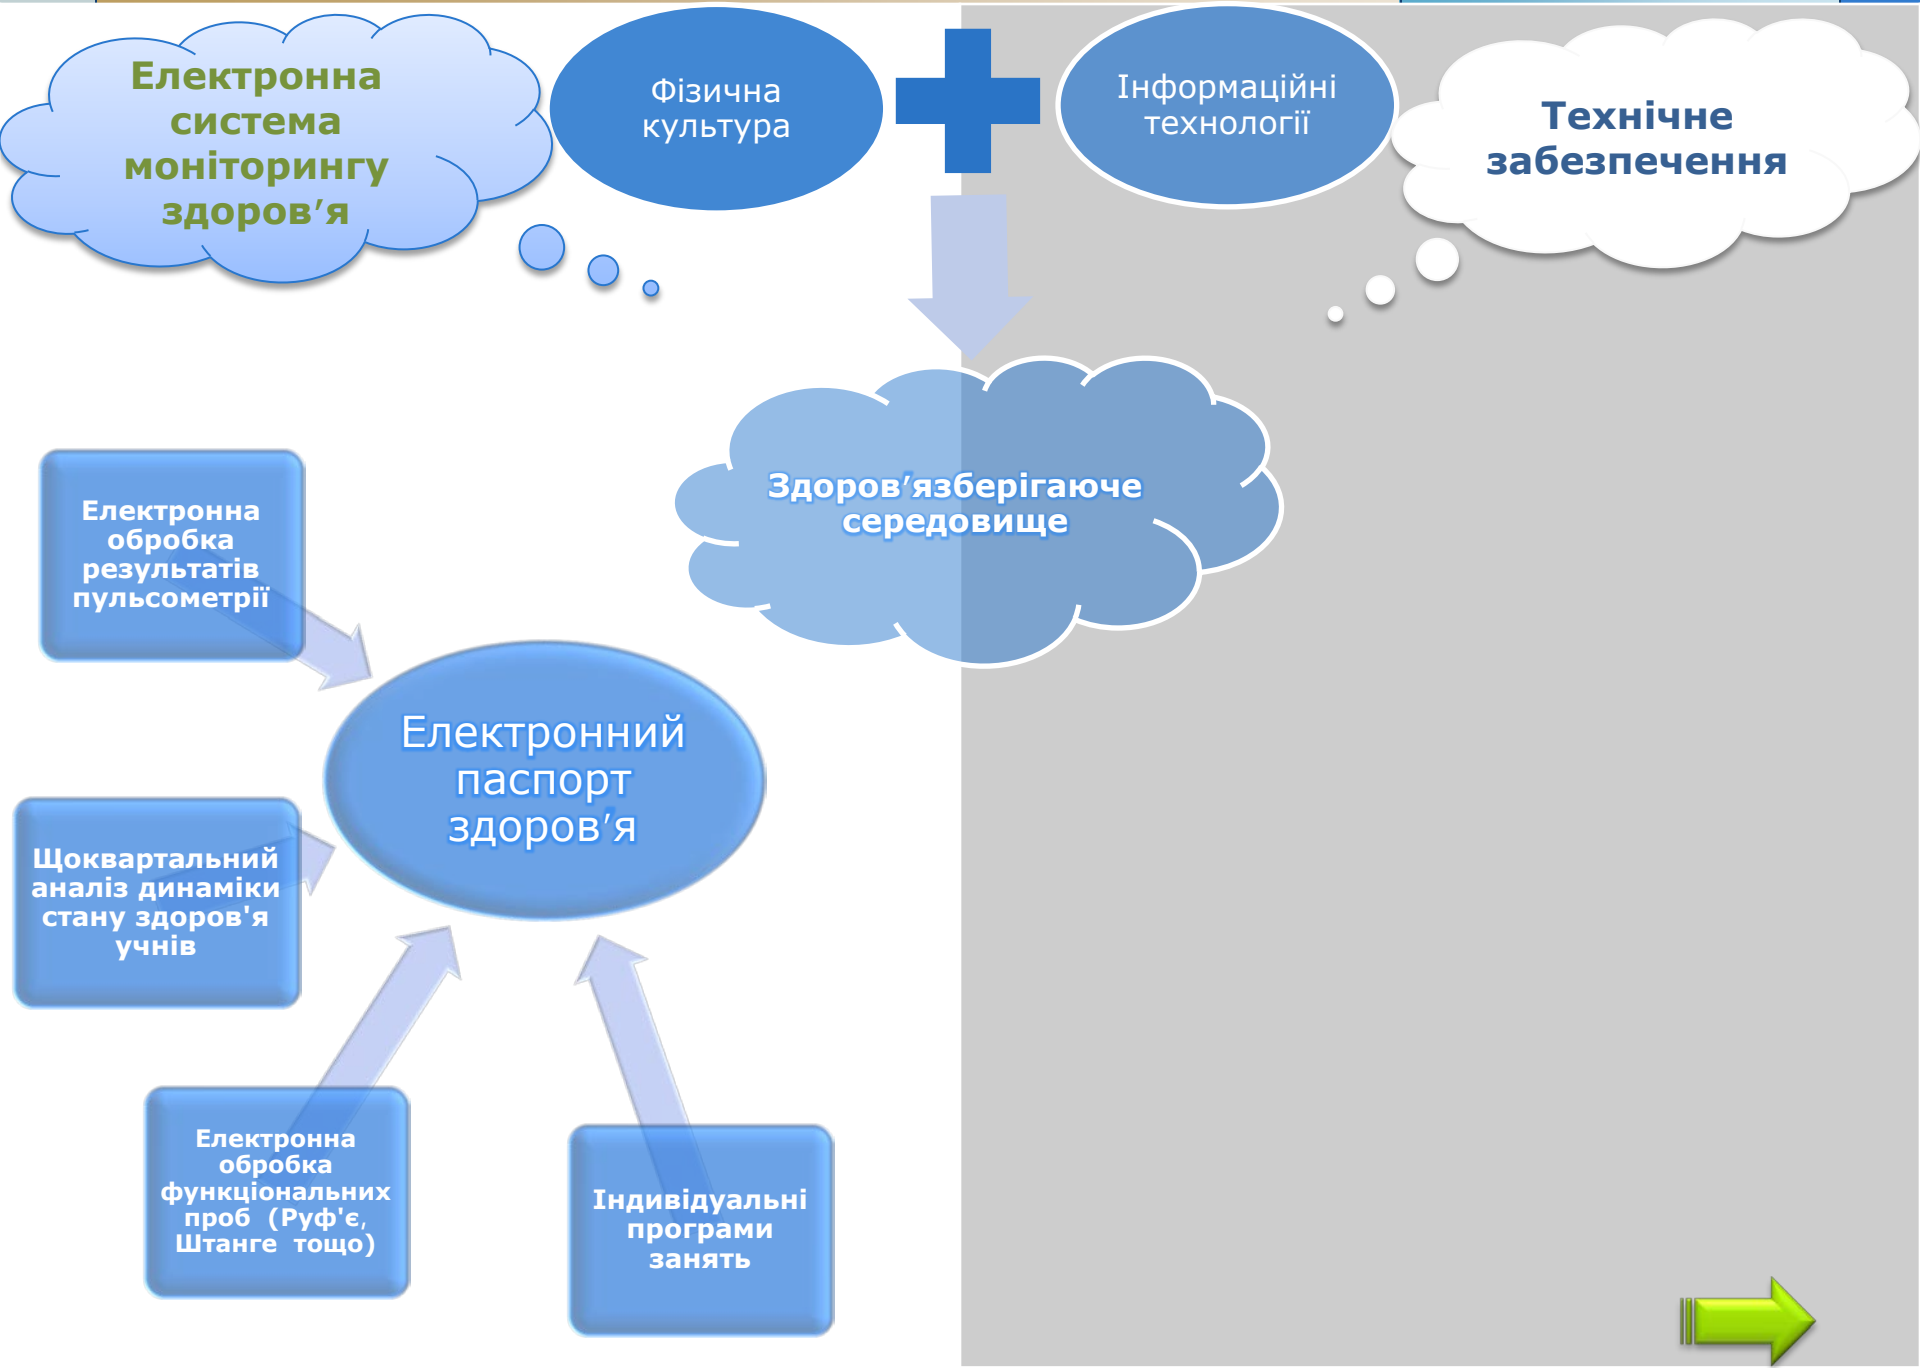 Електронна
система
моніторингу
здоров’я
Фізична
культура
Інформаційні
технології
Технічне
забезпечення
Здоров’язберігаюче
середовище
Електронна
обробка
результатів
пульсометрії
Електронний
паспорт
здоров’я
Щоквартальний
аналіз динаміки
стану здоров'я
учнів
Електронна
обробка
функціональних
проб (Руф'є,
Штанге тощо)
Індивідуальні
програми
занять